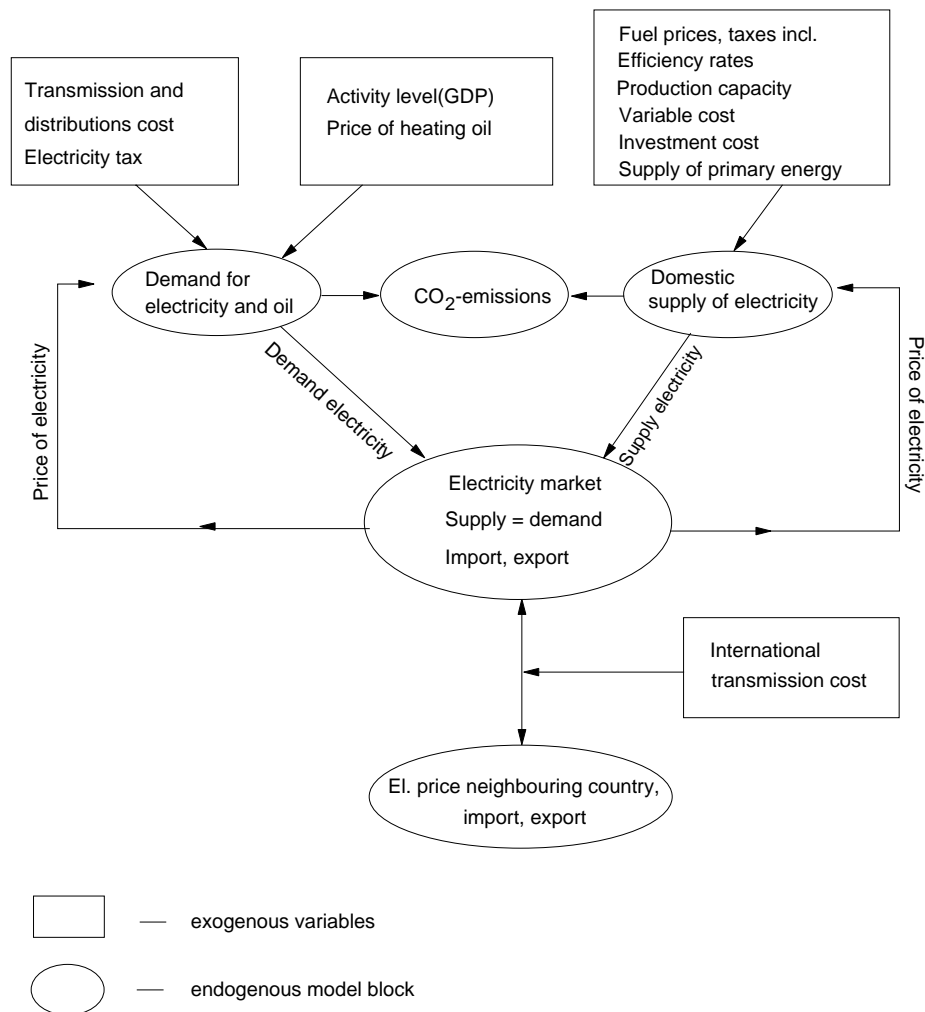 Transmission and
distributions cost
Electricity tax
Activity level(GDP)
Price of heating oil
Fuel prices, taxes incl.
Efficiency rates
Production capacity
Variable cost
Investment cost
Supply of primary energy
Demand for
electricity and oil
CO2-emissions
Domestic
supply of electricity
Price of electricity
Demand electricity
Supply electricity
Price of electricity
Electricity market
Supply = demand
Import, export
International
transmission cost
El. price neighbouring country,
import, export
— exogenous variables
— endogenous model block